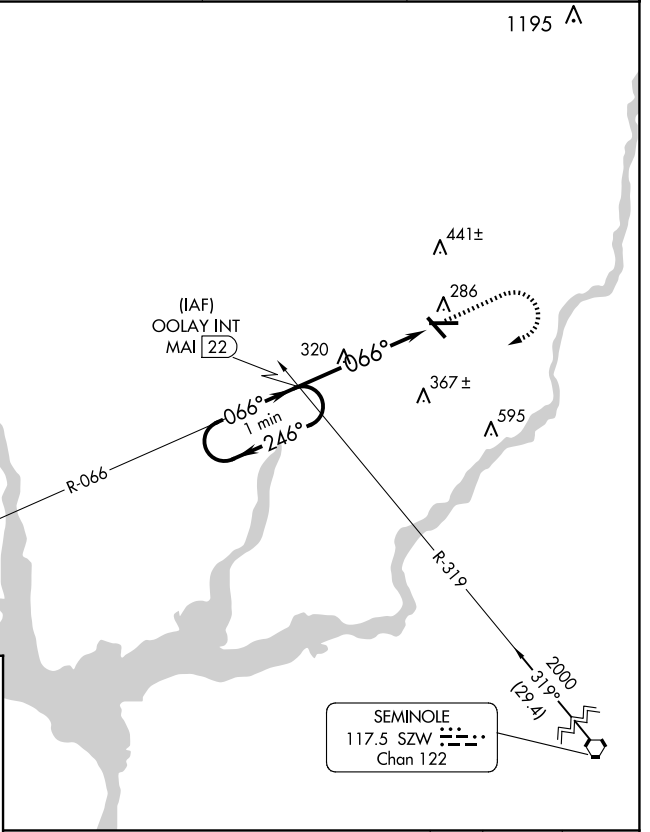 1195
441±
286
(IAF)
OOLAY INT
MAI 22
320
066°
367±
066°
1 min
246°
595
R-066
R-319
2000
319°
(29.4)
SEMINOLE
117.5 SZW
Chan 122